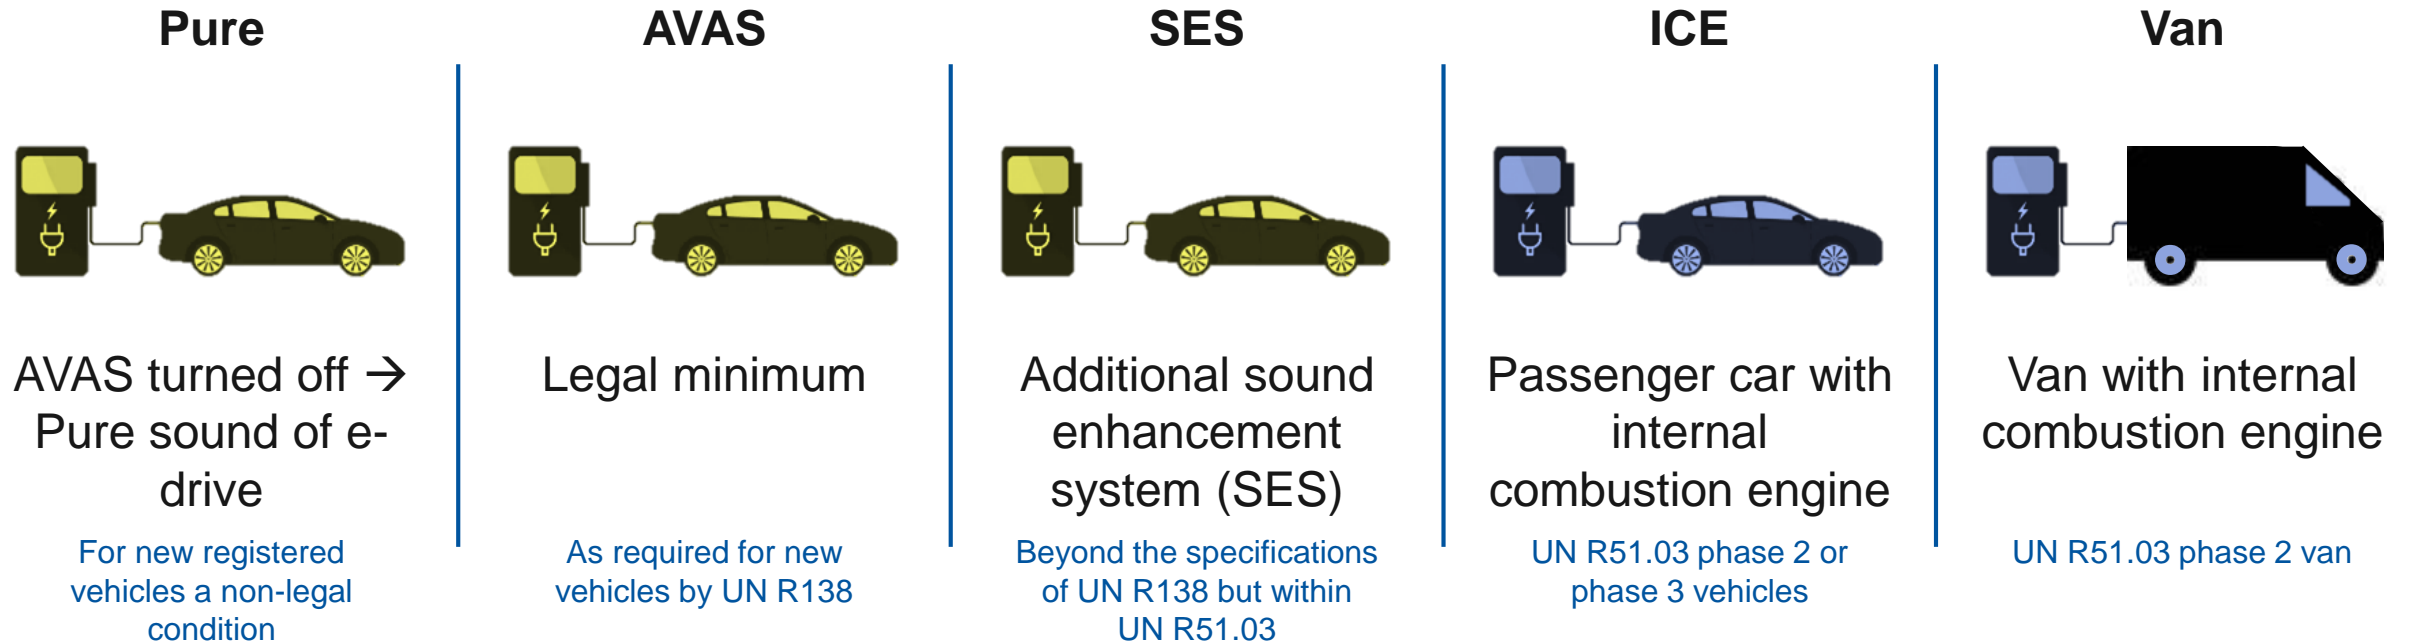 Pure
AVAS turned off →
Pure sound of e-
drive
For new registered
vehicles a non-legal
condition
AVAS
Legal minimum
As required for new
vehicles by UN R138
SES
Additional sound
enhancement
system (SES)
Beyond the specifications
of UN R138 but within
UN R51.03
ICE
Passenger car with
internal
combustion engine
UN R51.03 phase 2 or
phase 3 vehicles
Van
Van with internal
combustion engine
UN R51.03 phase 2 van